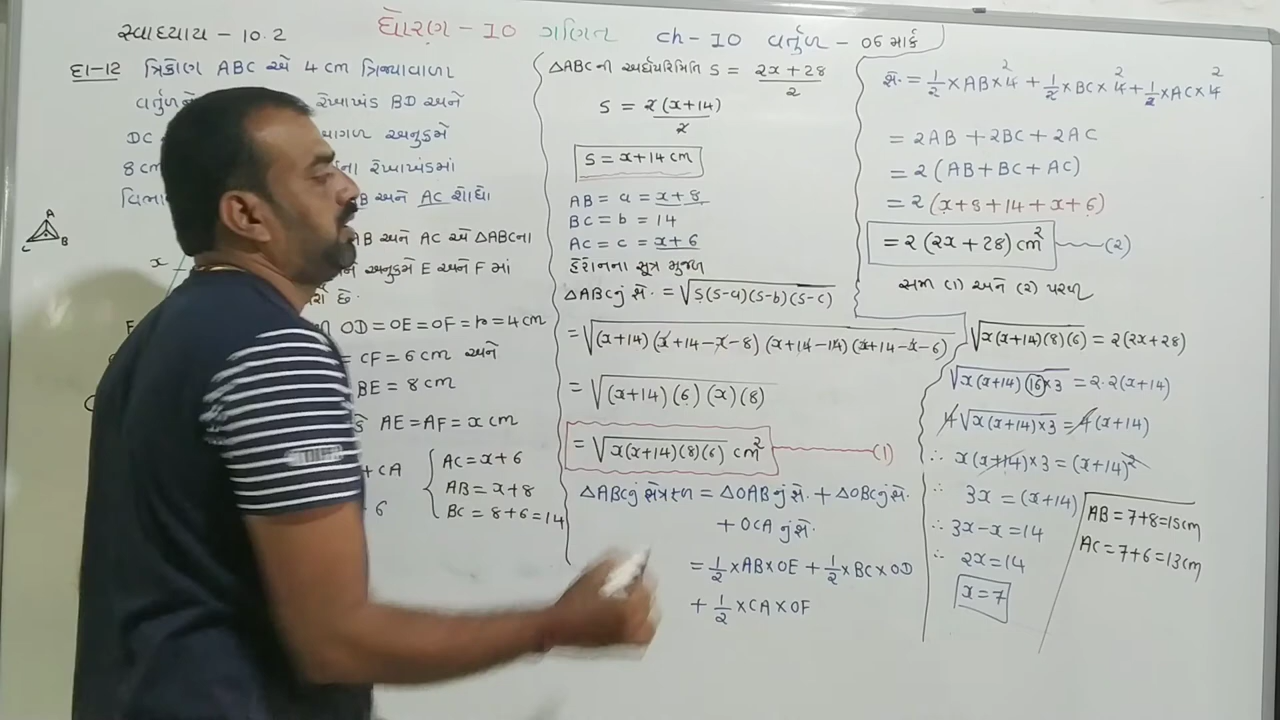 સ્વાધ્યાય - 10.2
ધોરણ - 10 ગણિત ch - 10 વર્તુળ - 06 માર્ક
દા-12 ત્રિકોણ ABC એ 4 cm ત્રિજ્યાવાળા
રેખાખંડ BD અને
DC
અનુક્રમે
8 cm
રેખાખંડમાં
AC શોધો
AB અને AC એ △ABC ના
અનુક્રમે E અને F માં
છે.
OD = OE = OF = r = 4 cm
= CF = 6 cm અને
BE = 8 cm
AE = AF = x cm
+ CA
6
AC = x + 6
AB = x + 8
BC = 8 + 6 = 14
A
C B
x
△ABC ની અર્ધપરિમિતિ S = 2x + 28 / 2
S = 2(x + 14) / 2
S = x + 14 cm
AB = a = x + 8
BC = b = 14
AC = c = x + 6
હેરોનના સૂત્ર મુજબ
△ABC નું ક્ષે. = √S(S-a)(S-b)(S-c)
= √(x+14)(x+14-x-8)(x+14-14)(x+14-x-6)
= √(x+14)(6)(x)(8)
= √x(x+14)(8)(6) cm² (1)
△ABC નું ક્ષેત્રફળ = △OAB નું ક્ષે. + △OBC નું ક્ષે.
+ OCA નું ક્ષે.
= 1/2 × AB × OE + 1/2 × BC × OD
+ 1/2 × CA × OF
ક્ષે. = 1/2 × AB × 4 2 + 1/2 × BC × 4 2 + 1/2 × AC × 4 2
= 2AB + 2BC + 2AC
= 2(AB + BC + AC)
= 2(x + 8 + 14 + x + 6)
= 2(2x + 28) cm² (2)
સમ (1) અને (2) પરથી
√x(x+14)(8)(6) = 2(2x+28)
√x(x+14)(16)×3 = 2·2(x+14)
4√x(x+14)×3 = 4(x+14)
∴ x(x+14)×3 = (x+14)²
∴ 3x = (x+14)
∴ 3x - x = 14
∴ 2x = 14
x = 7
AB = 7+8 = 15 cm
AC = 7+6 = 13 cm